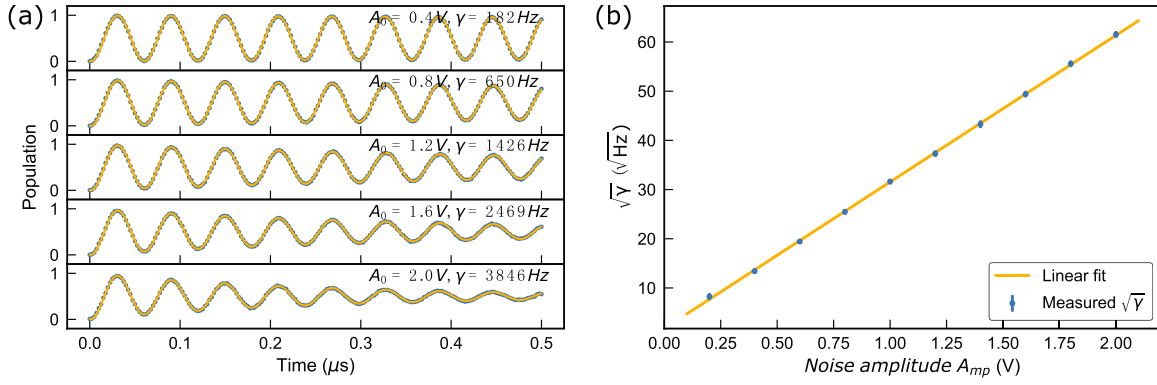 (a)
A₀ = 0.4V, γ = 182Hz
A₀ = 0.8V, γ = 650Hz
A₀ = 1.2V, γ = 1426Hz
A₀ = 1.6V, γ = 2469Hz
A₀ = 2.0V, γ = 3846Hz
1
0
1
0
1
0
1
0
1
0
Population
0.0 0.1 0.2 0.3 0.4 0.5
Time (μs)
(b)
60
50
40
30
20
10
√γ (√Hz)
Linear fit
Measured √γ
0.00 0.25 0.50 0.75 1.00 1.25 1.50 1.75 2.00
Noise amplitude Aₘₚ (V)